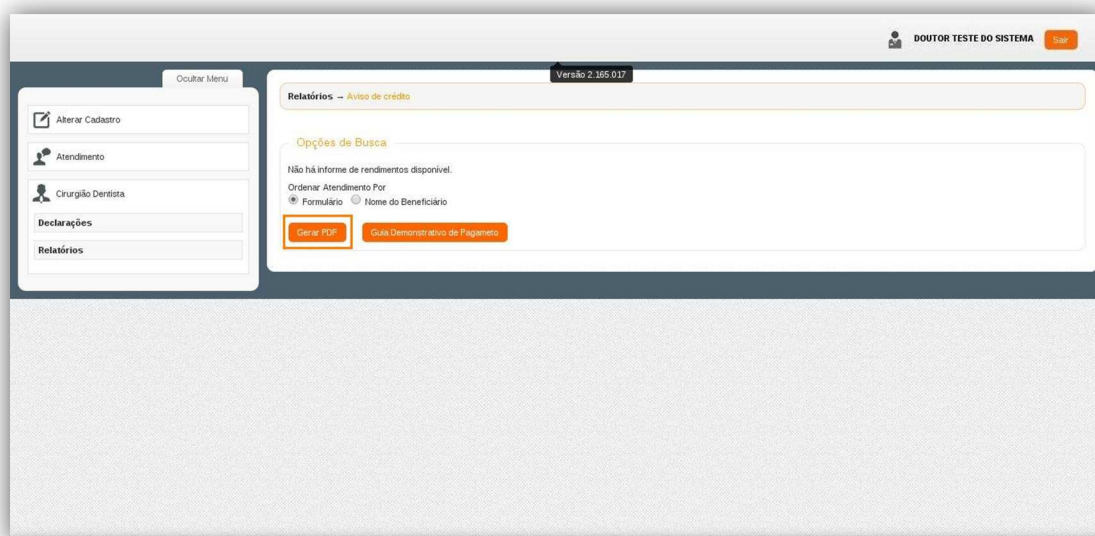 DOUTOR TESTE DO SISTEMA Sair
Versão 2.165.017
Ocultar Menu
Alterar Cadastro
Atendimento
Cirurgião Dentista
Declarações
Relatórios
Relatórios → Aviso de crédito
Opções de Busca
Não há informe de rendimentos disponível.
Ordenar Atendimento Por
Formulário Nome do Beneficiário
Gerar PDF Guia Demonstrativo de Pagameto